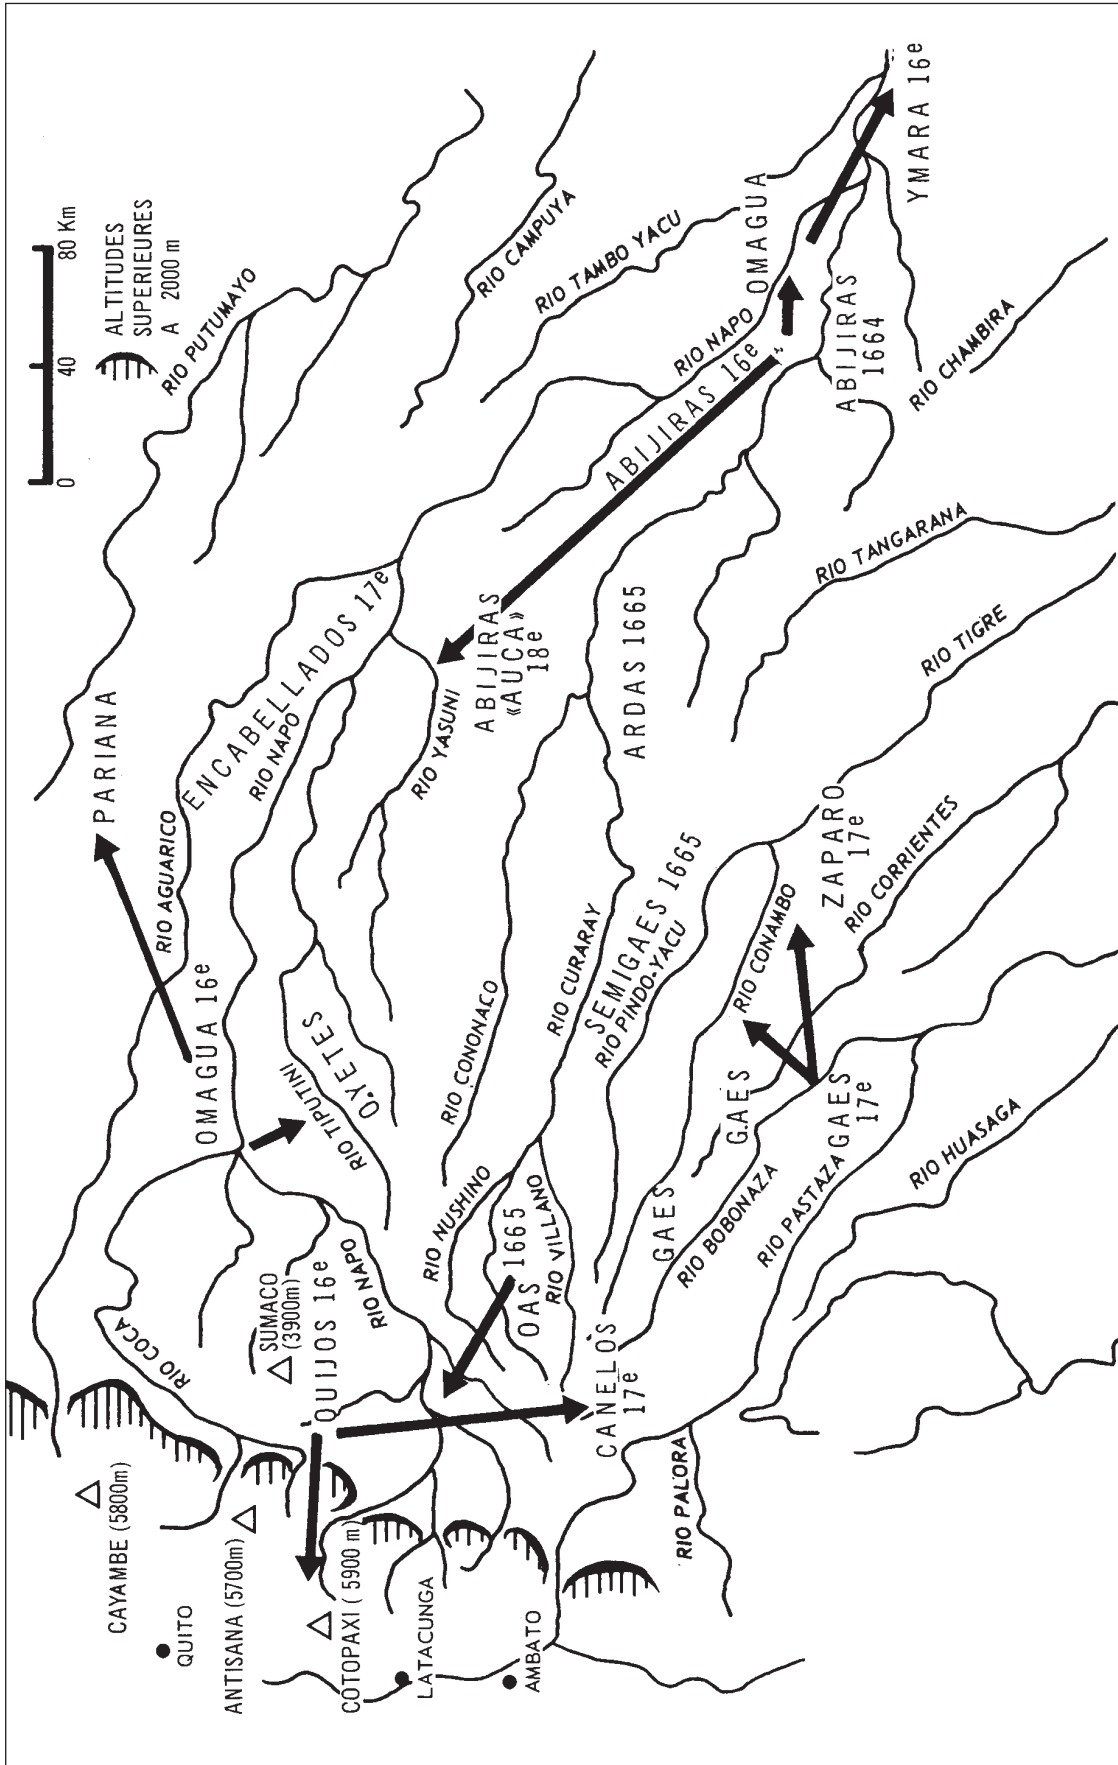 0 40 80 Km
ALTITUDES
SUPERIEURES
A 2000 m
CAYAMBE (5800m)
QUITO
ANTISANA (5700m)
COTOPAXI ( 5900 m)
LATACUNGA
AMBATO
RIO COCA
SUMACO
(3900m)
QUIJOS 16e
RIO NAPO
OMAGUA 16e
RIO AGUARICO
PARIANA
ENCABELLADOS 17e
RIO NAPO
RIO PUTUMAYO
RIO CAMPUYA
RIO TAMBO YACU
RIO NAPO
OMAGUA
YMARA 16e
ABIJIRAS 16e
ABIJIRAS
1664
RIO CHAMBIRA
RIO TIPUTINI
O.YETES
RIO YASUNI
ABIJIRAS
«AUCA»
18e
RIO CONONACO
RIO NUSHINO
OAS 1665
RIO VILLANO
RIO CURARAY
ARDAS 1665
SEMIGAES 1665
RIO PINDO-YACU
RIO TANGARANA
RIO TIGRE
CANELOS
17e
GAES
GAES
RIO CONAMBO
ZAPARO
17e
RIO CORRIENTES
RIO BOBONAZA
GAES
17e
RIO PASTAZA
RIO HUASAGA
RIO PALORA